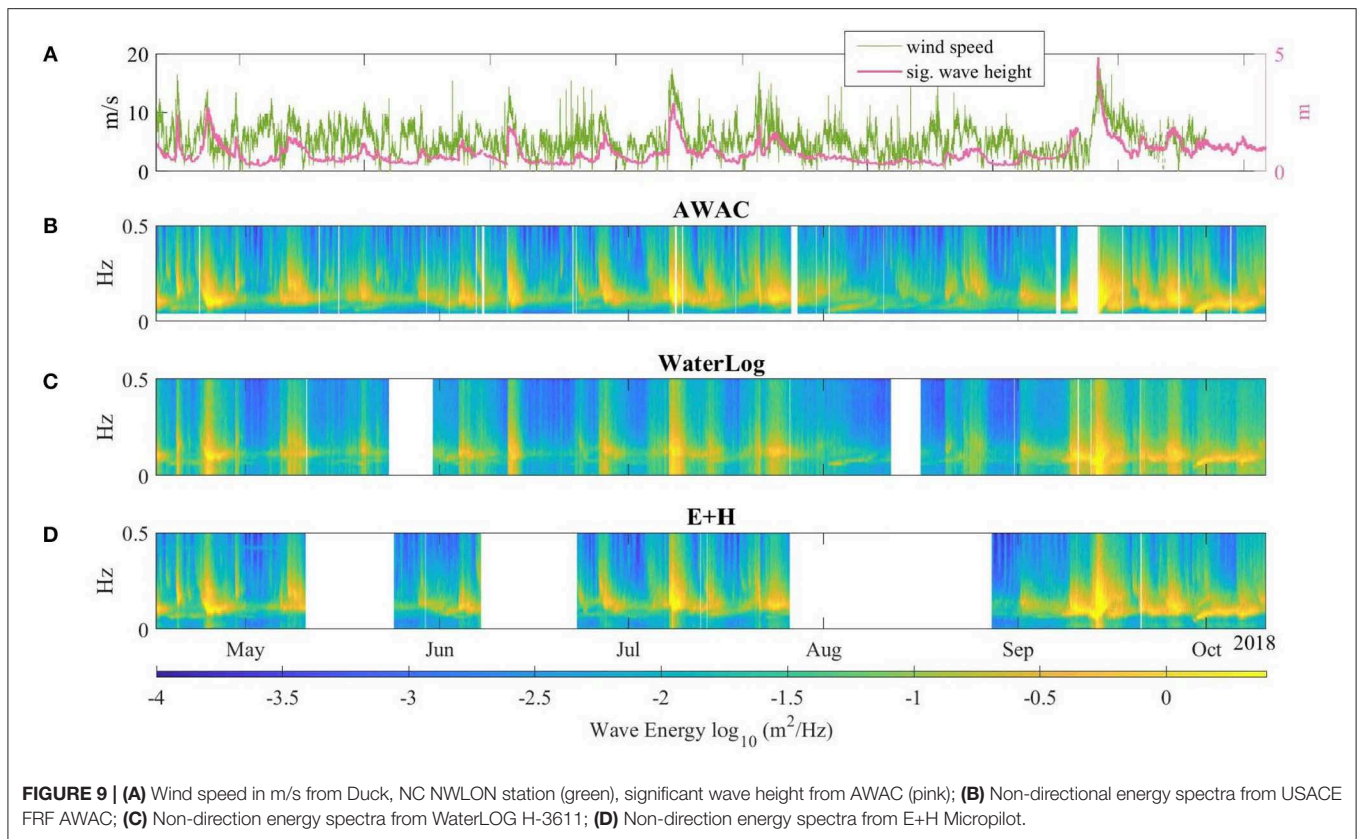 A
20
10
0
m/s
wind speed
sig. wave height
5
0
m
AWAC
B
0.5
0
Hz
WaterLog
C
0.5
0
Hz
E+H
D
0.5
0
Hz
May Jun Jul Aug Sep Oct 2018
-4 -3.5 -3 -2.5 -2 -1.5 -1 -0.5 0
Wave Energy log10 (m2/Hz)
FIGURE 9 | (A) Wind speed in m/s from Duck, NC NWLON station (green), significant wave height from AWAC (pink); (B) Non-directional energy spectra from USACE
FRF AWAC; (C) Non-direction energy spectra from WaterLOG H-3611; (D) Non-direction energy spectra from E+H Micropilot.